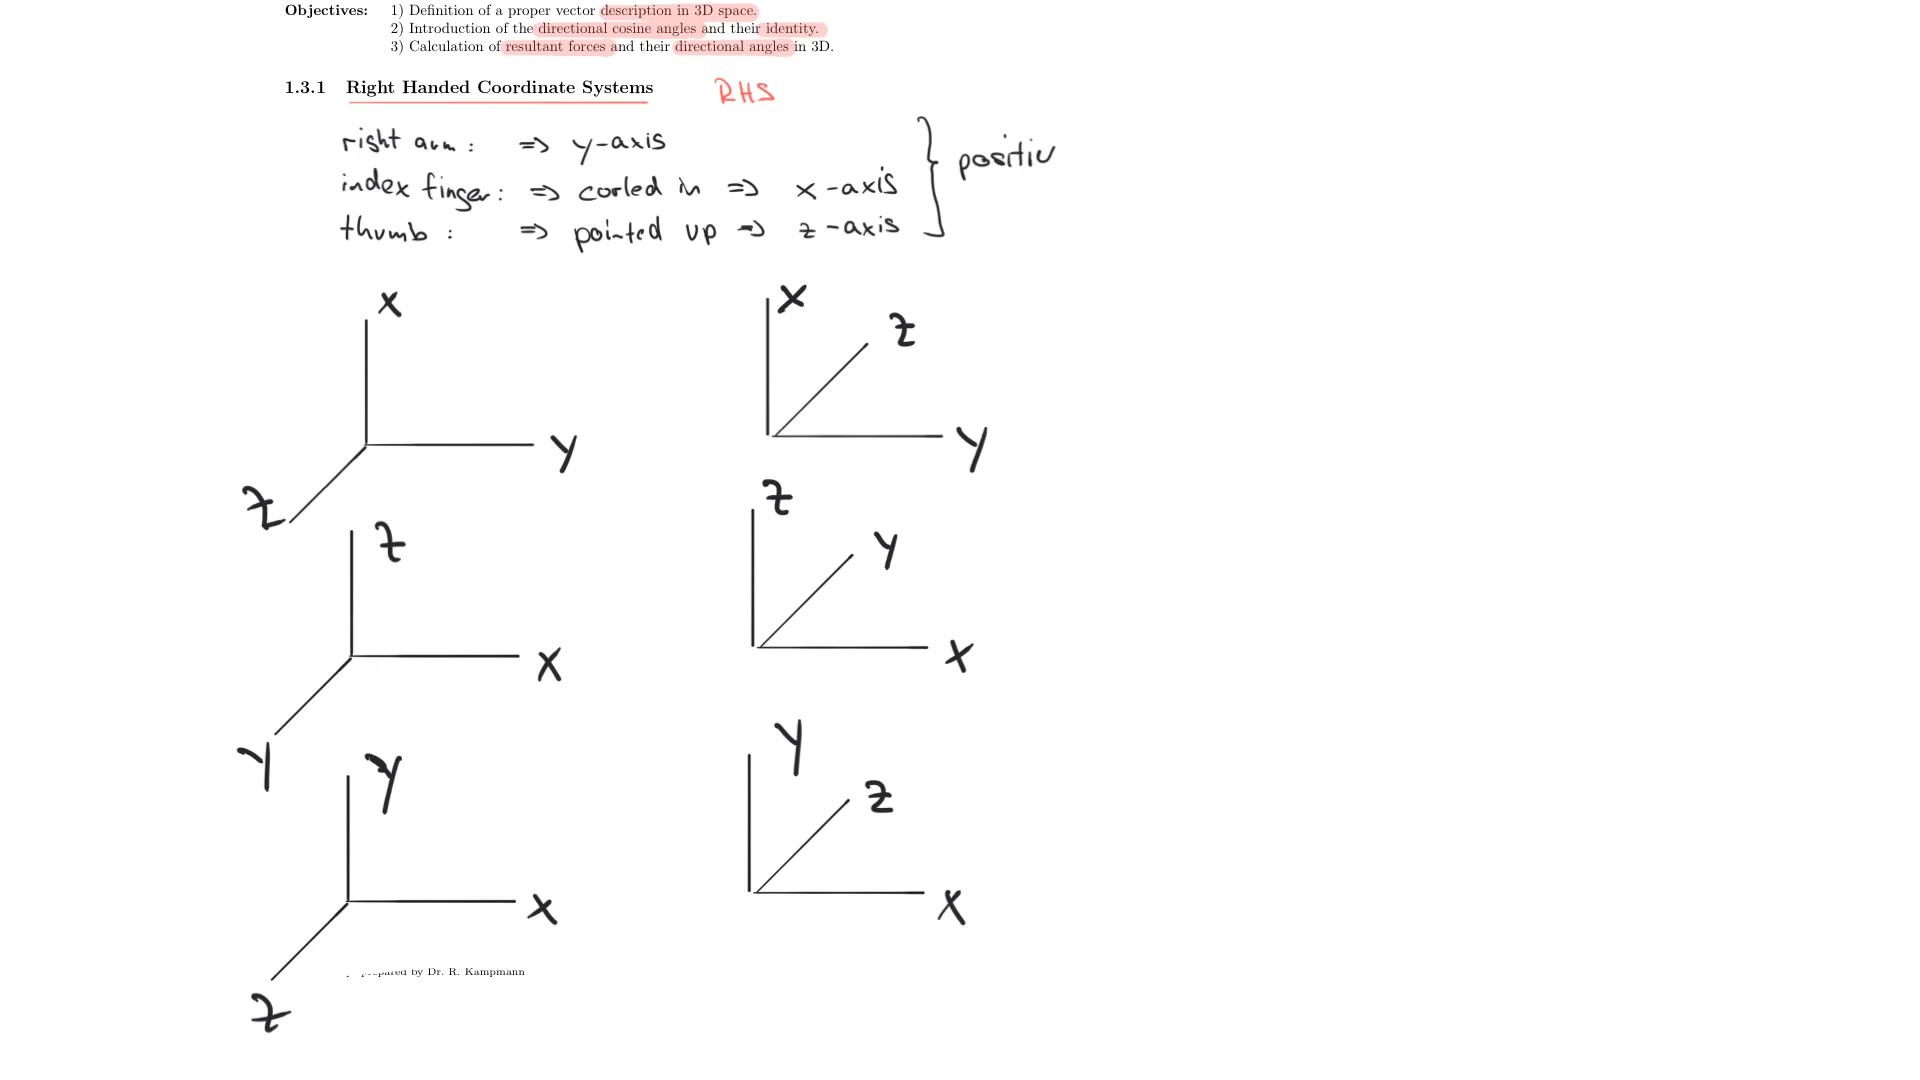 Objectives: 1) Definition of a proper vector description in 3D space.
2) Introduction of the directional cosine angles and their identity.
3) Calculation of resultant forces and their directional angles in 3D.
1.3.1 Right Handed Coordinate Systems RHS
right arm : => y-axis
index finger : => corled in => x-axis
thumb : => pointed up => z-axis
positiv
X
Z
Y
X
Z
Y
Z
X
Y
Z
Y
X
Y
X
Z
Y
Z
X
prepared by Dr. R. Kampmann